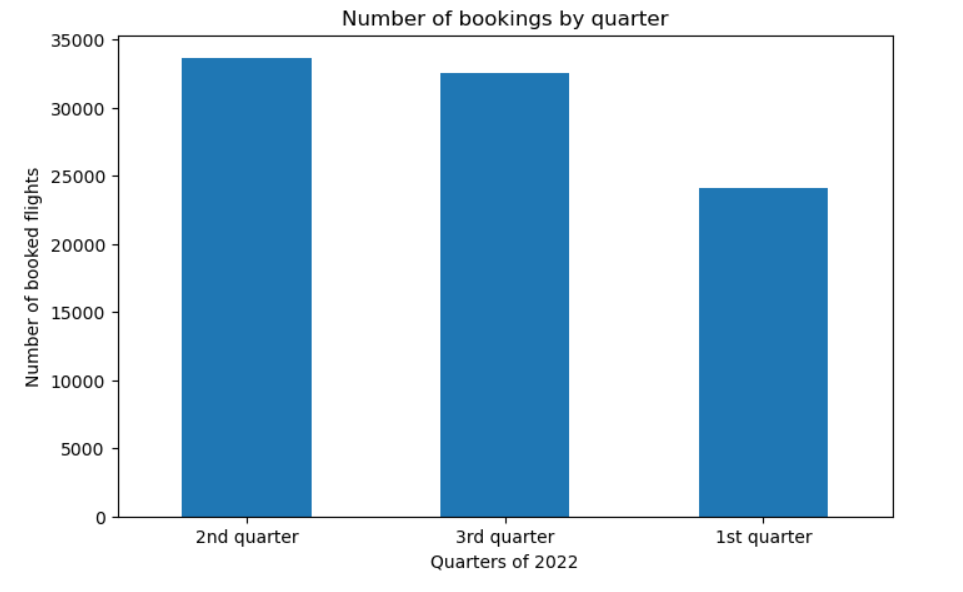 Number of bookings by quarter
35000
30000
25000
20000
15000
10000
5000
0
Number of booked flights
2nd quarter 3rd quarter 1st quarter
Quarters of 2022